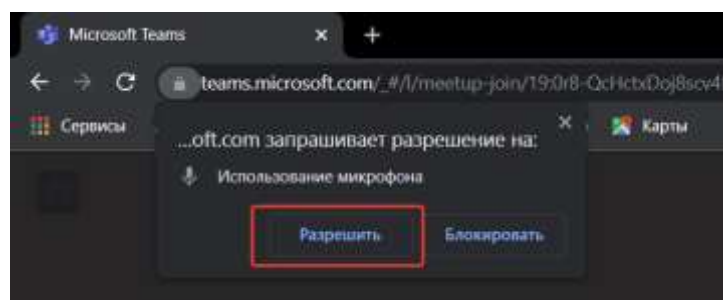 Microsoft Teams
teams.microsoft.com/_#/l/meetup-join/19:0r8-QcHctxDoj8scv4
Сервисы
Карты
...oft.com запрашивает разрешение на:
Использование микрофона
Разрешить
Блокировать